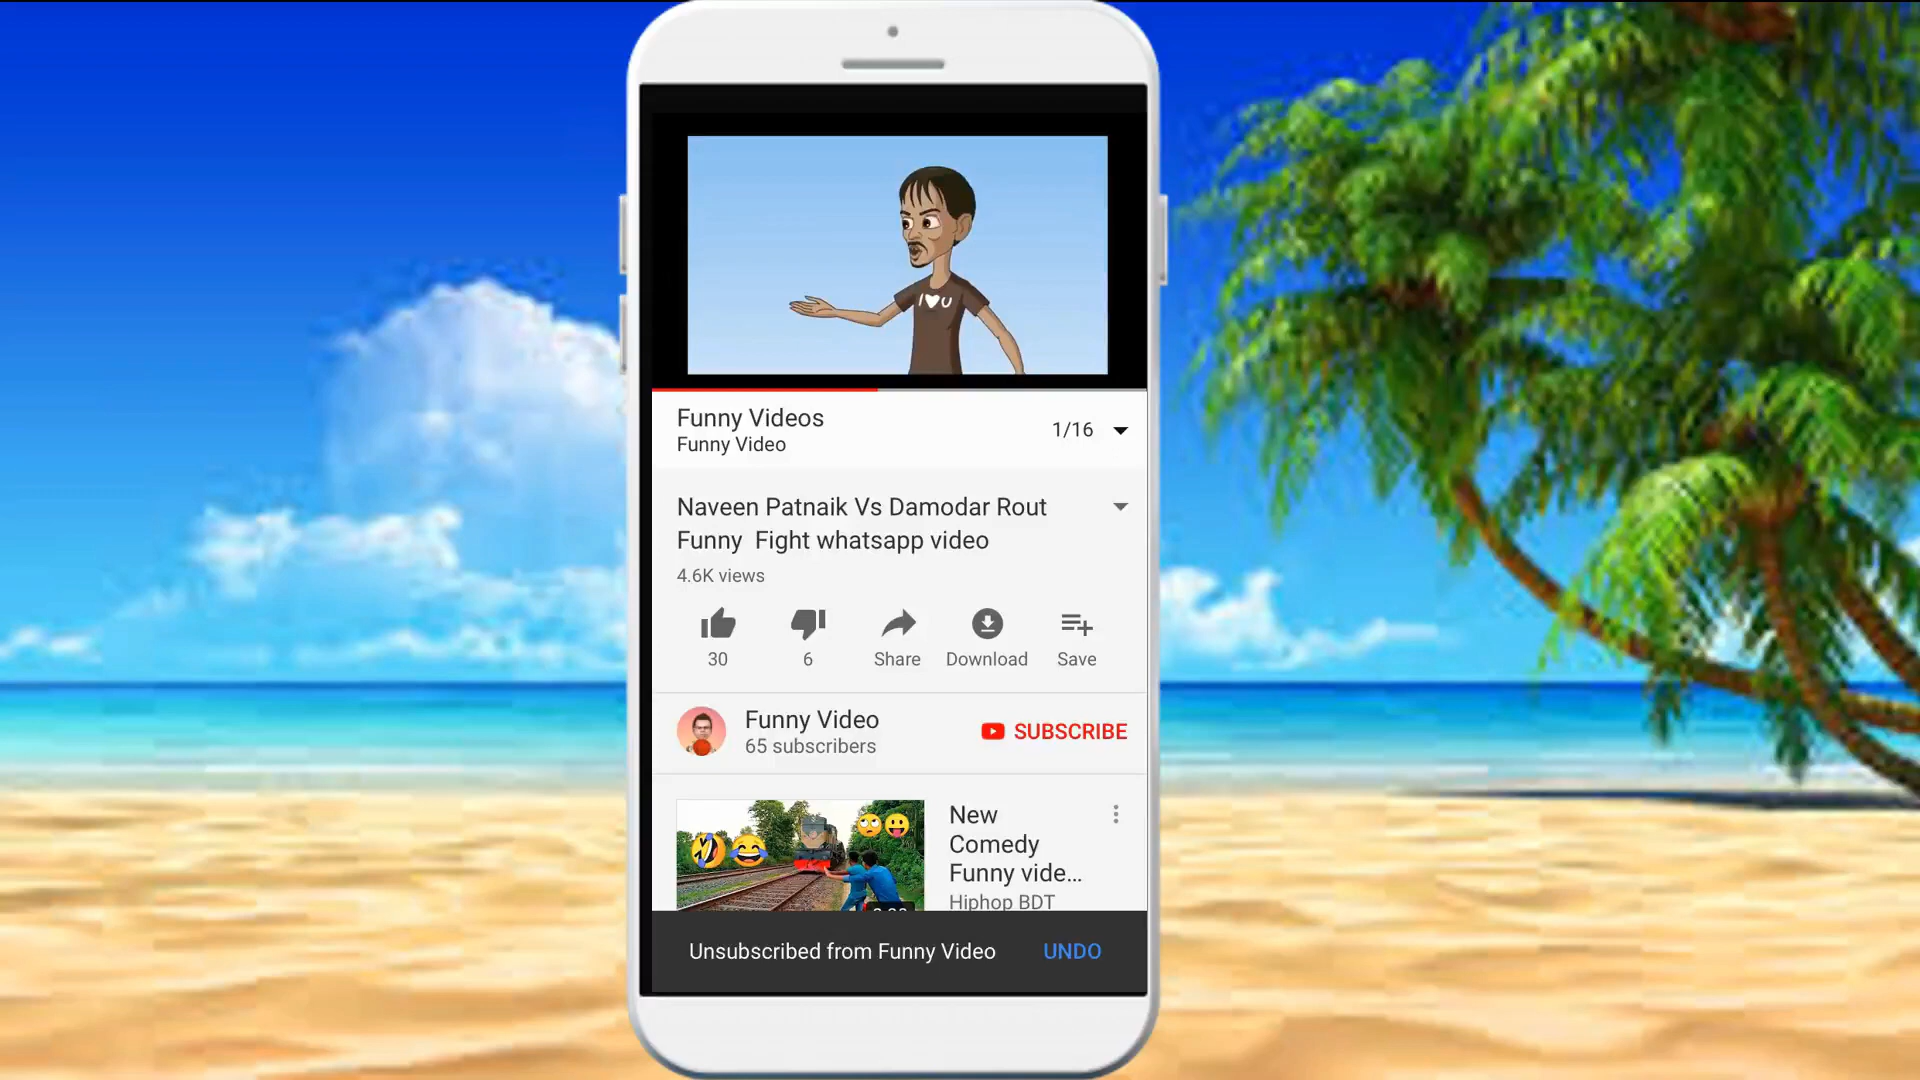 I ♥ U
Funny Videos
Funny Video
1/16
Naveen Patnaik Vs Damodar Rout
Funny  Fight whatsapp video
4.6K views
30
6
Share
Download
Save
Funny Video
65 subscribers
SUBSCRIBE
New
Comedy
Funny vide...
Hiphop BDT
Unsubscribed from Funny Video
UNDO